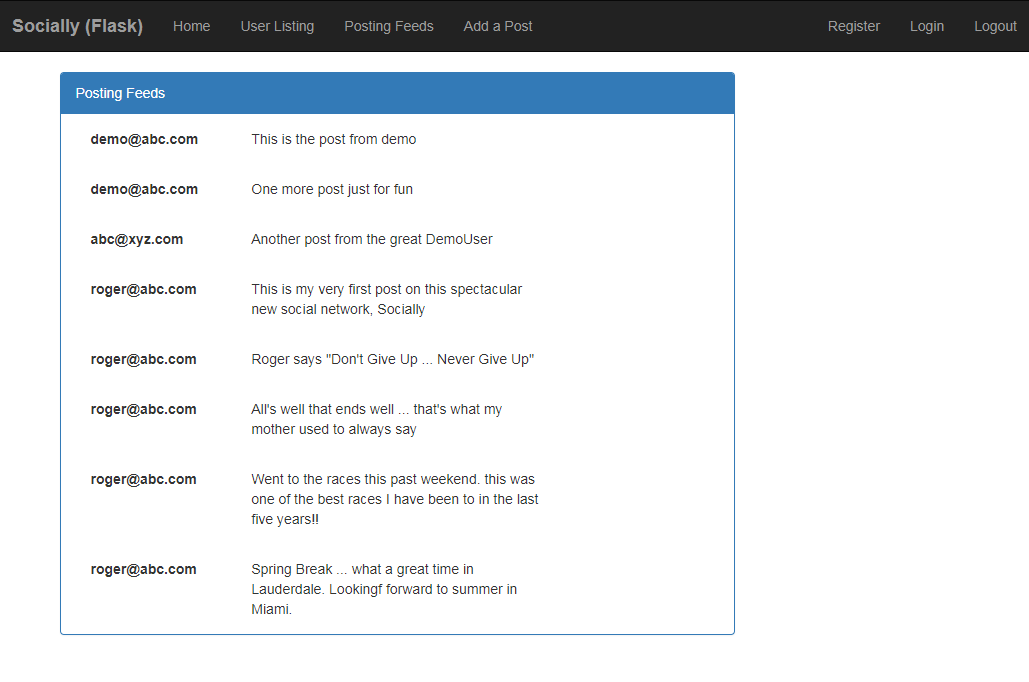 Socially (Flask) Home User Listing Posting Feeds Add a Post Register Login Logout
Posting Feeds
demo@abc.com This is the post from demo
demo@abc.com One more post just for fun
abc@xyz.com Another post from the great DemoUser
roger@abc.com This is my very first post on this spectacular
new social network, Socially
roger@abc.com Roger says "Don't Give Up ... Never Give Up"
roger@abc.com All's well that ends well ... that's what my
mother used to always say
roger@abc.com Went to the races this past weekend. this was
one of the best races I have been to in the last
five years!!
roger@abc.com Spring Break ... what a great time in
Lauderdale. Lookingf forward to summer in
Miami.